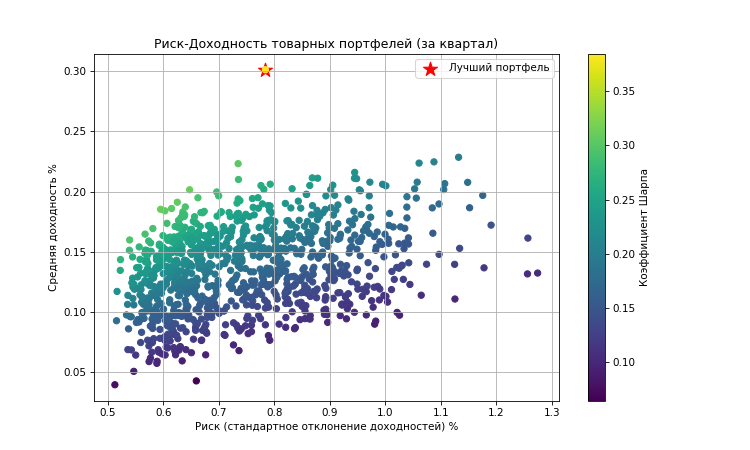 Риск-Доходность товарных портфелей (за квартал)
Лучший портфель
Средняя доходность %
0.30
0.25
0.20
0.15
0.10
0.05
0.5 0.6 0.7 0.8 0.9 1.0 1.1 1.2 1.3
Риск (стандартное отклонение доходностей) %
0.35
0.30
0.25
0.20
0.15
0.10
Коэффициент Шарпа